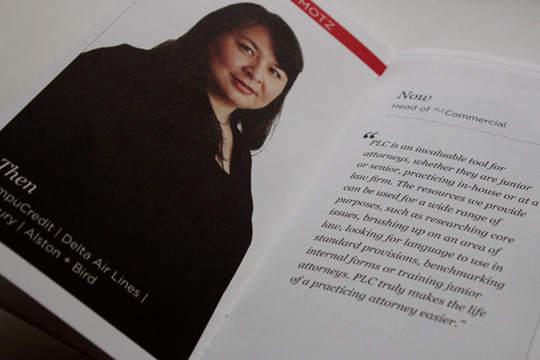 MOTZ
Then
mpuCredit | Delta Air Lines |
ury | Alston + Bird
Now
Head of PLCCommercial
“PLC is an invaluable tool for
attorneys, whether they are junior
or senior, practicing in-house or at a
law firm. The resources we provide
can be used for a wide range of
purposes, such as researching core
issues, brushing up on an area of
law, looking for language to use in
standard provisions, benchmarking
internal forms or training junior
attorneys. PLC truly makes the life
of a practicing attorney easier.”